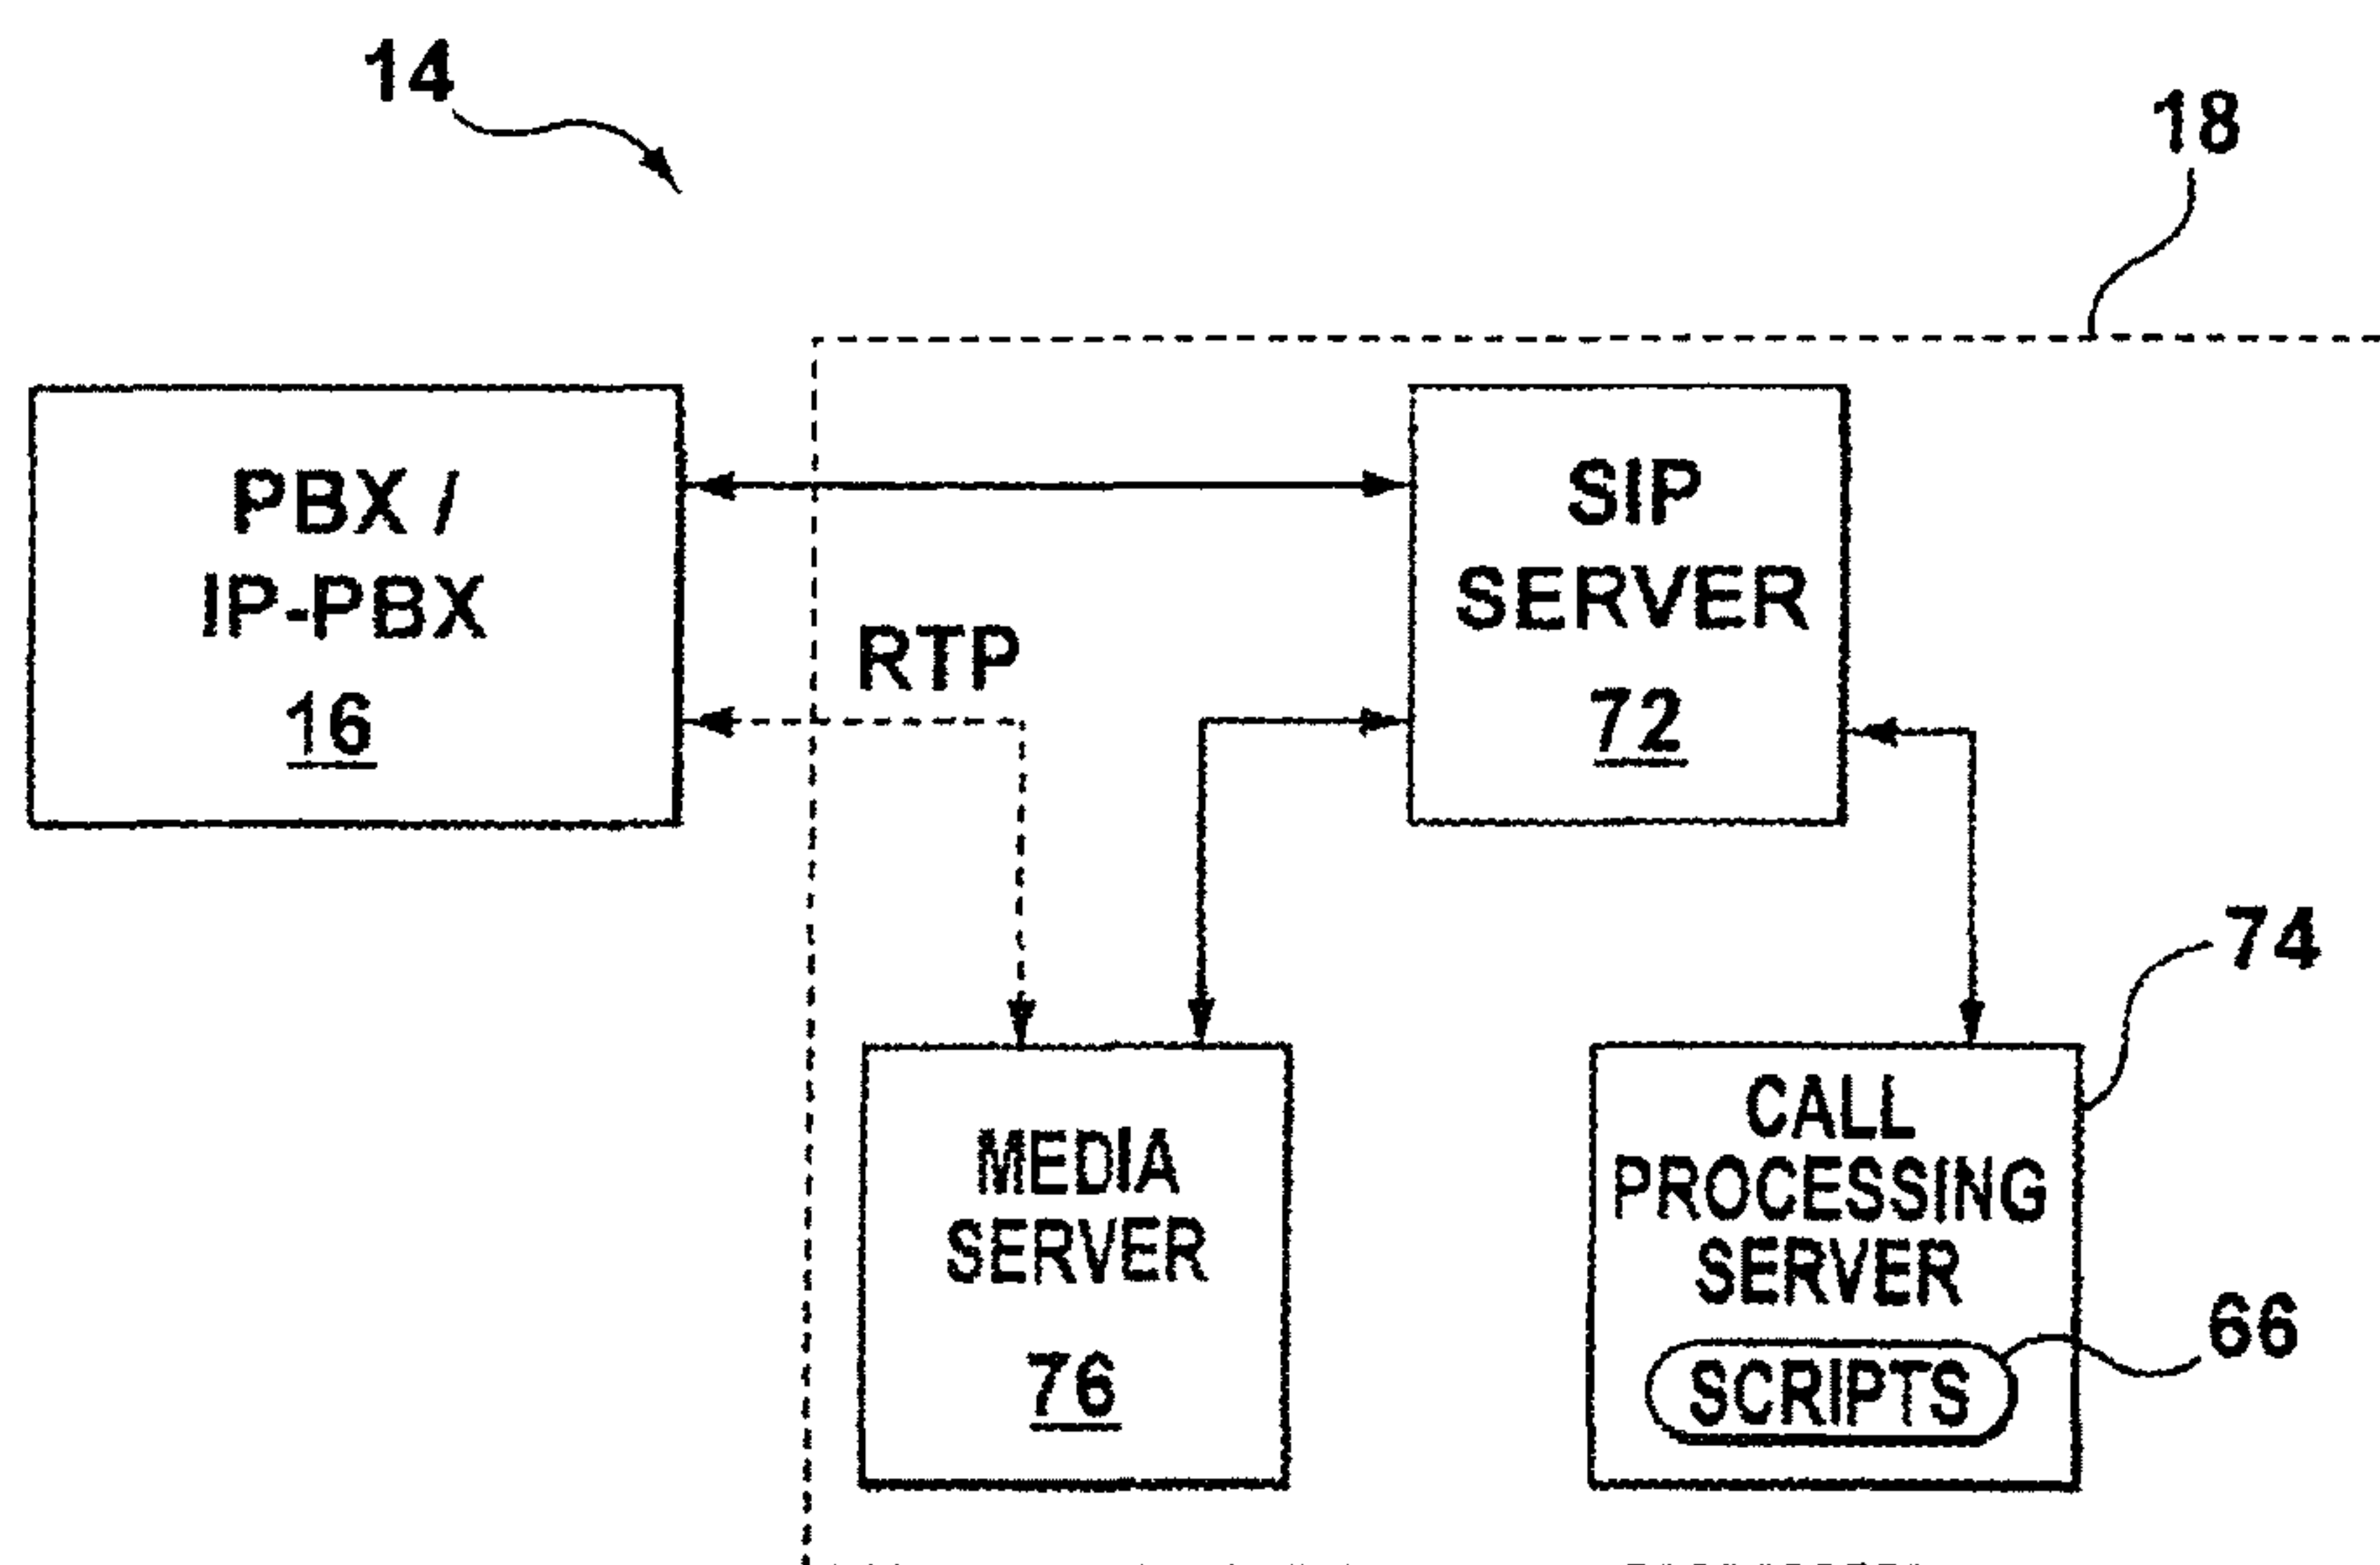 14
18
PBX /
IP-PBX
16
RTP
SIP
SERVER
72
74
MEDIA
SERVER
76
CALL
PROCESSING
SERVER
SCRIPTS
66